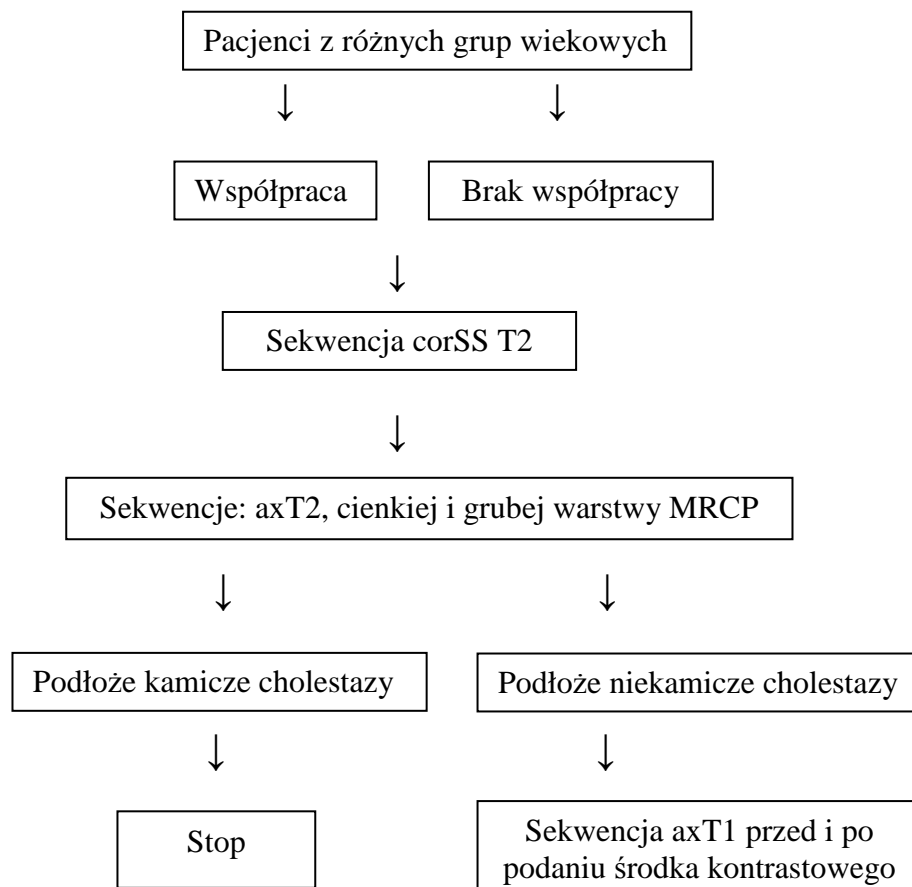 Pacjenci z różnych grup wiekowych
Współpraca
Brak współpracy
Sekwencja corSS T2
Sekwencje: axT2, cienkiej i grubej warstwy MRCP
Podłoże kamicze cholestazy
Podłoże niekamicze cholestazy
Stop
Sekwencja axT1 przed i po
podaniu środka kontrastowego